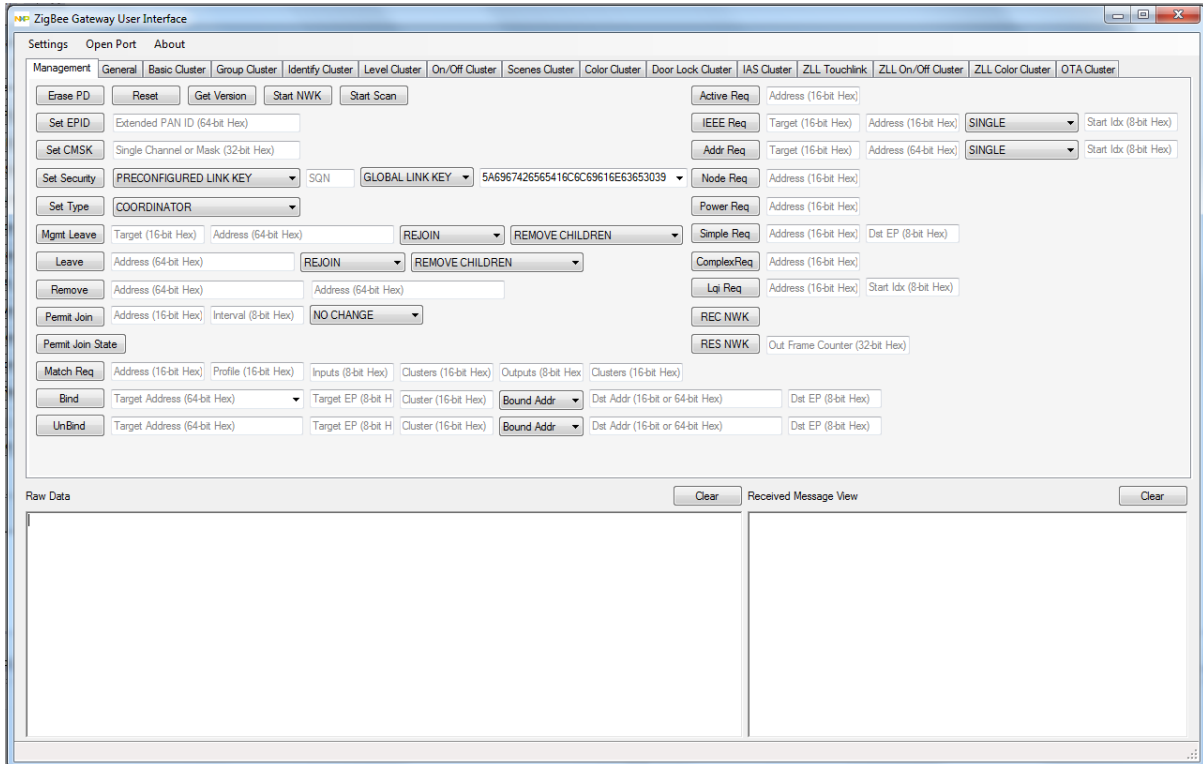 NXP ZigBee Gateway User Interface
Settings Open Port About
Management General Basic Cluster Group Cluster Identify Cluster Level Cluster On/Off Cluster Scenes Cluster Color Cluster Door Lock Cluster IAS Cluster ZLL Touchlink ZLL On/Off Cluster ZLL Color Cluster OTA Cluster
Erase PD Reset Get Version Start NWK Start Scan Active Req Address (16-bit Hex)
Set EPID Extended PAN ID (64-bit Hex) IEEE Req Target (16-bit Hex) Address (16-bit Hex) SINGLE Start Idx (8-bit Hex)
Set CMSK Single Channel or Mask (32-bit Hex) Addr Req Target (16-bit Hex) Address (64-bit Hex) SINGLE Start Idx (8-bit Hex)
Set Security PRECONFIGURED LINK KEY SQN GLOBAL LINK KEY 5A6967426565416C6C69616E63653039 Node Req Address (16-bit Hex)
Set Type COORDINATOR Power Req Address (16-bit Hex)
Mgmt Leave Target (16-bit Hex) Address (64-bit Hex) REJOIN REMOVE CHILDREN Simple Req Address (16-bit Hex) Dst EP (8-bit Hex)
Leave Address (64-bit Hex) REJOIN REMOVE CHILDREN ComplexReq Address (16-bit Hex)
Remove Address (64-bit Hex) Address (64-bit Hex) Lqi Req Address (16-bit Hex) Start Idx (8-bit Hex)
Permit Join Address (16-bit Hex) Interval (8-bit Hex) NO CHANGE REC NWK
Permit Join State RES NWK Out Frame Counter (32-bit Hex)
Match Req Address (16-bit Hex) Profile (16-bit Hex) Inputs (8-bit Hex) Clusters (16-bit Hex) Outputs (8-bit Hex Clusters (16-bit Hex)
Bind Target Address (64-bit Hex) Target EP (8-bit H Cluster (16-bit Hex) Bound Addr Dst Addr (16-bit or 64-bit Hex) Dst EP (8-bit Hex)
UnBind Target Address (64-bit Hex) Target EP (8-bit H Cluster (16-bit Hex) Bound Addr Dst Addr (16-bit or 64-bit Hex) Dst EP (8-bit Hex)
Raw Data Clear Received Message View Clear